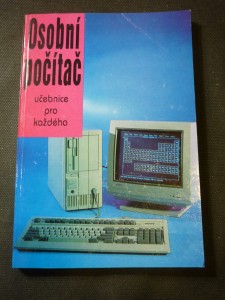 Osobní
počítač
učebnice
pro
každého